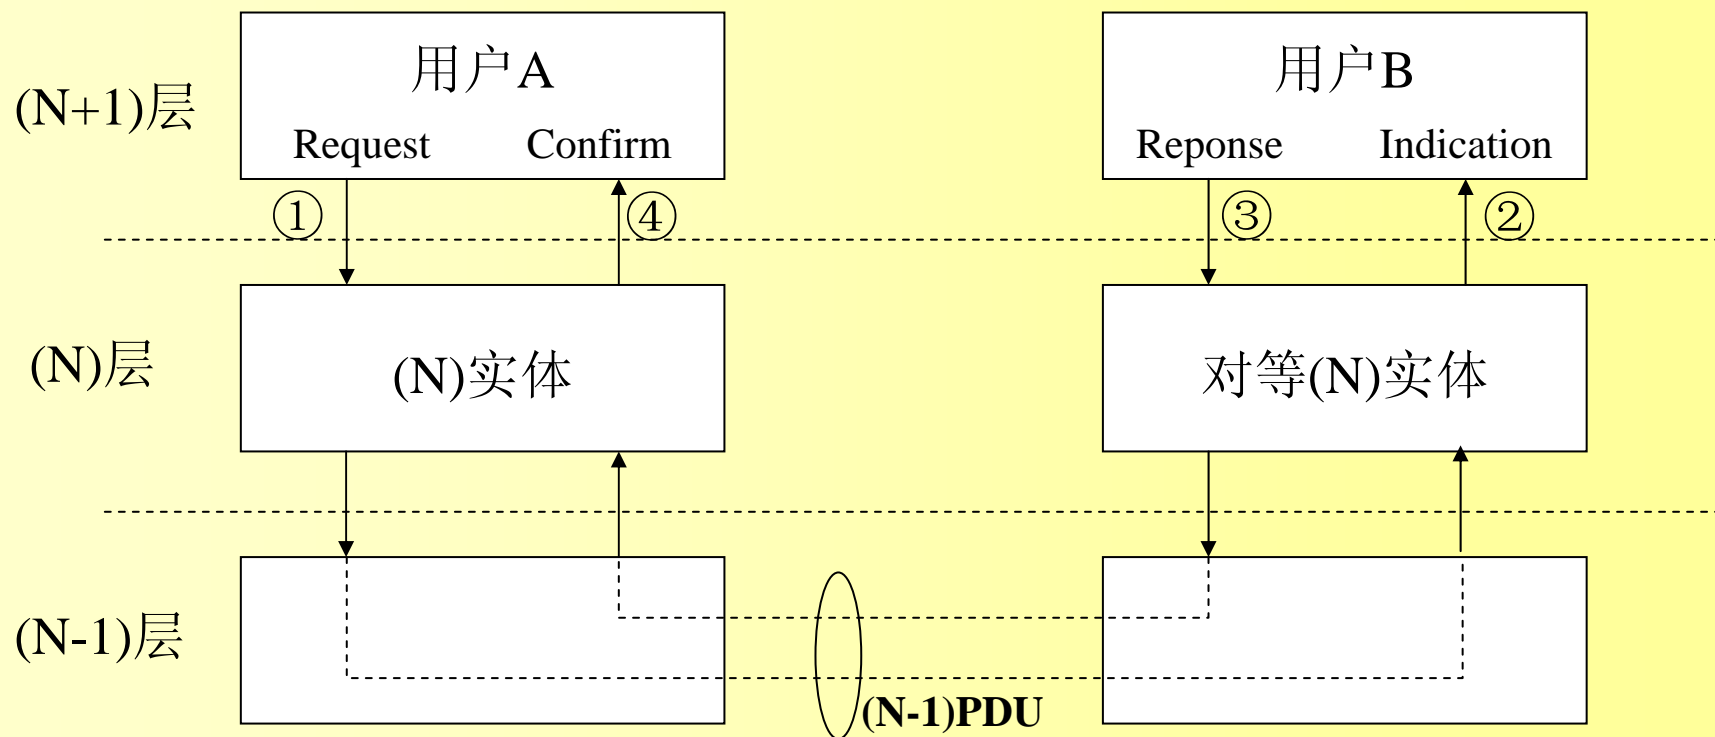 用户A
用户B
(N+1)层
Request
Confirm
Reponse
Indication
①
④
③
②
(N)层
(N)实体
对等(N)实体
(N-1)层
(N-1)PDU